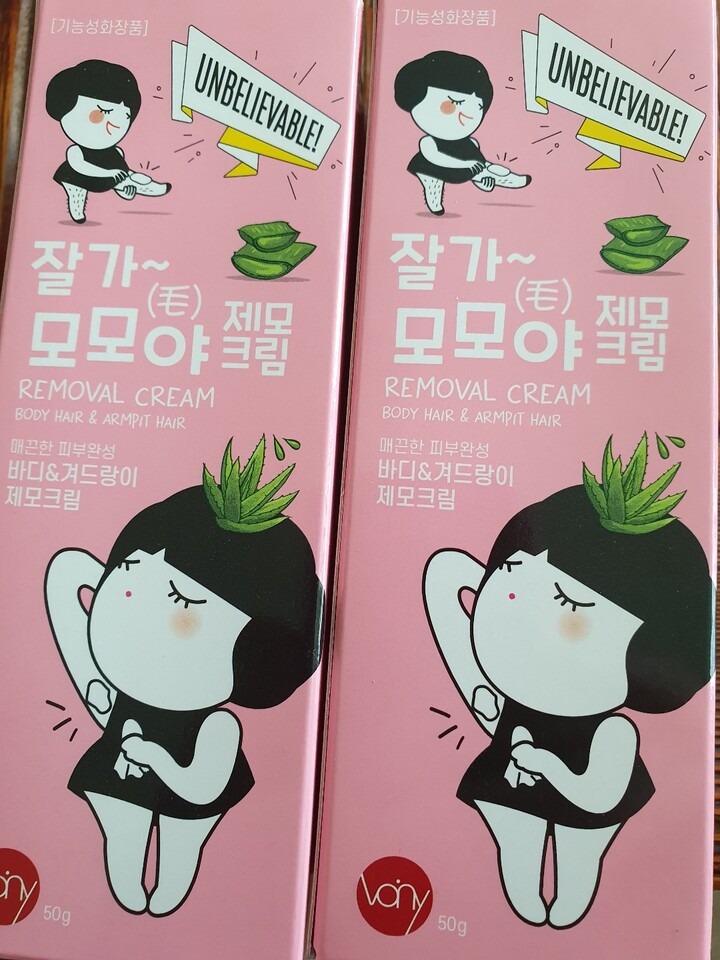 [기능성화장품]
UNBELIEVABLE!
잘가~
(毛)
모모야
제모
크림
REMOVAL CREAM
BODY HAIR & ARMPIT HAIR
매끈한 피부완성
바디&겨드랑이
제모크림
50g
[기능성화장품]
UNBELIEVABLE!
잘가~
(毛)
모모야
제모
크림
REMOVAL CREAM
BODY HAIR & ARMPIT HAIR
매끈한 피부완성
바디&겨드랑이
제모크림
50g